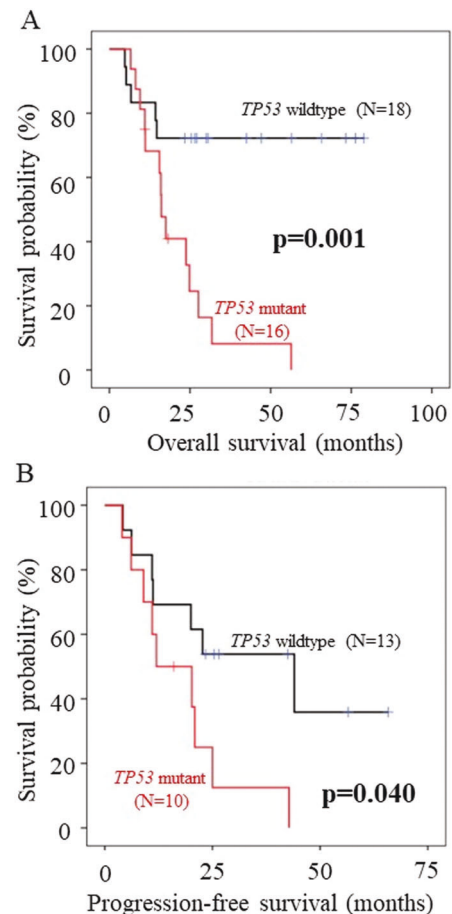 A
Survival probability (%)
100
80
60
40
20
0
TP53 wildtype (N=18)
p=0.001
TP53 mutant
(N=16)
0 25 50 75 100
Overall survival (months)
B
Survival probability (%)
100
80
60
40
20
0
TP53 wildtype (N=13)
TP53 mutant
(N=10)
p=0.040
0 25 50 75
Progression-free survival (months)